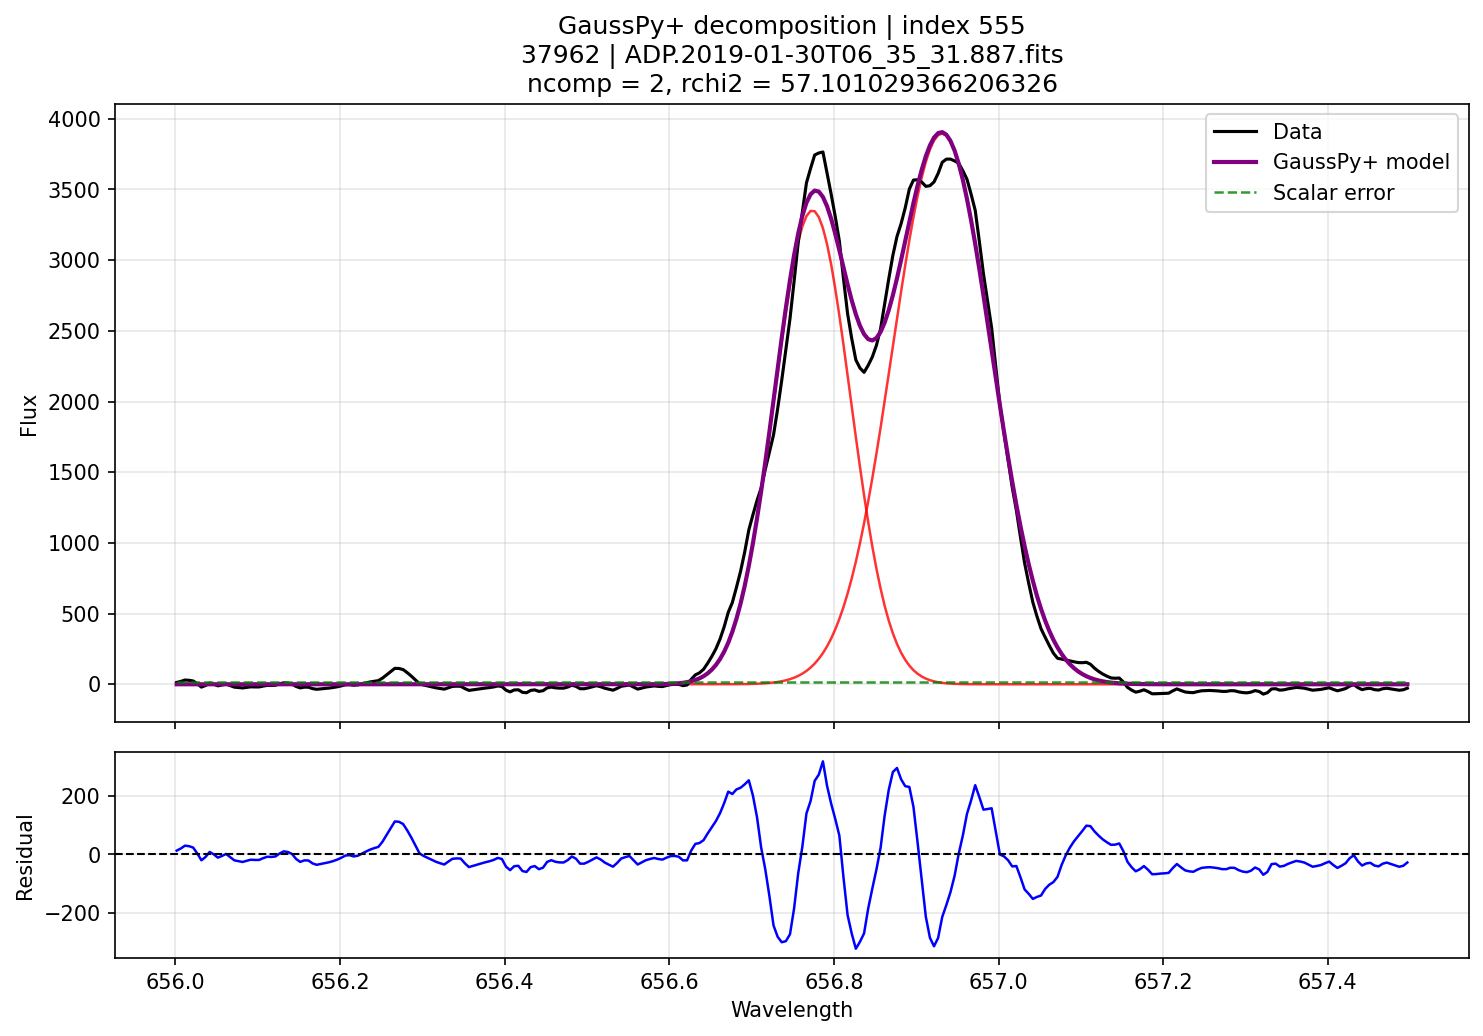 GaussPy+ decomposition | index 555
37962 | ADP.2019-01-30T06_35_31.887.fits
ncomp = 2, rchi2 = 57.101029366206326
Data
GaussPy+ model
Scalar error
4000
3500
3000
2500
2000
1500
1000
500
0
Flux
200
0
−200
Residual
656.0 656.2 656.4 656.6 656.8 657.0 657.2 657.4
Wavelength